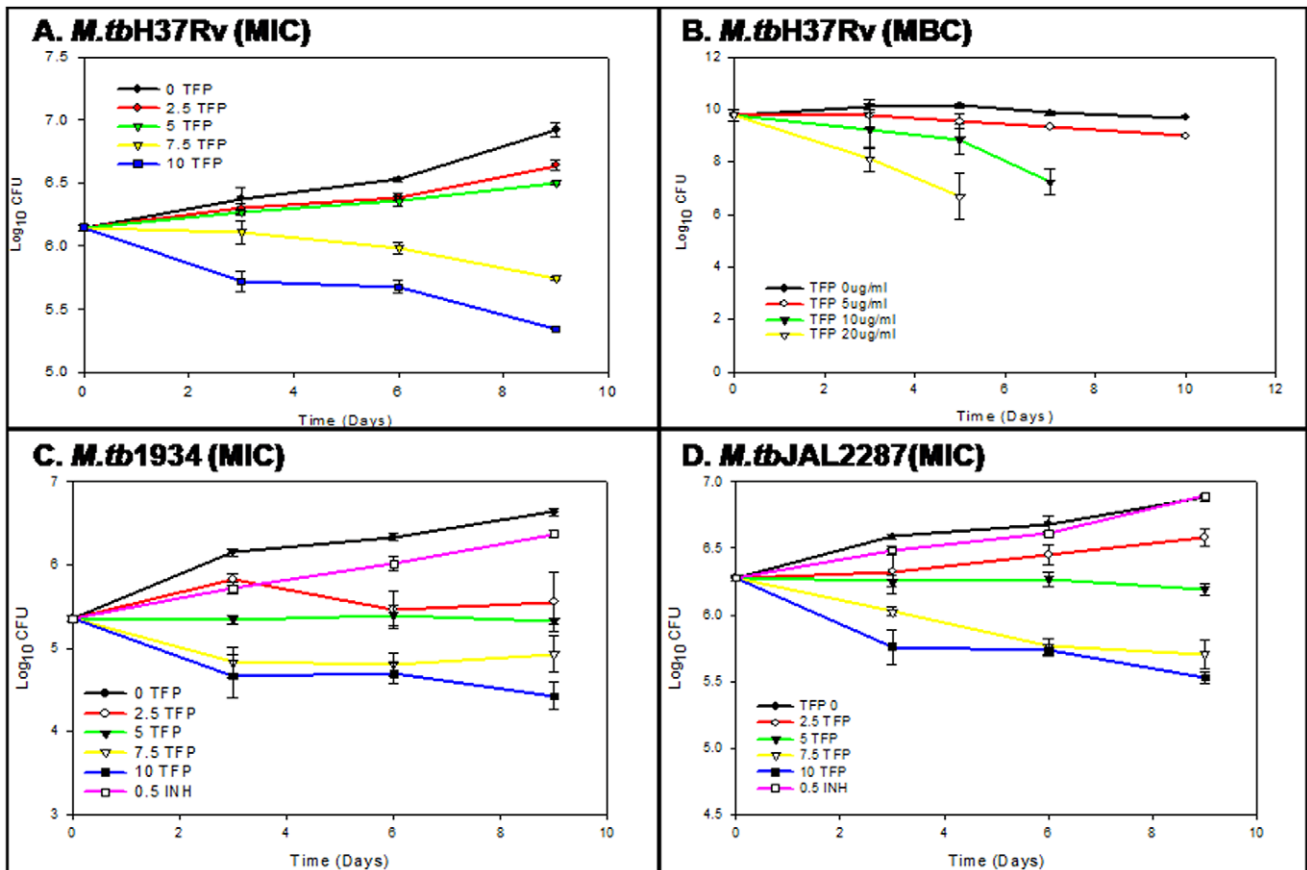 A. M.tbH37Rv (MIC)
7.5
7.0
6.5
6.0
5.5
5.0
Log10 CFU
0 TFP
2.5 TFP
5 TFP
7.5 TFP
10 TFP
0 2 4 6 8 10
Time (Days)
B. M.tbH37Rv (MBC)
12
10
8
6
4
2
0
Log10 CFU
TFP 0ug/ml
TFP 5ug/ml
TFP 10ug/ml
TFP 20ug/ml
0 2 4 6 8 10 12
Time (Days)
C. M.tb1934 (MIC)
7
6
5
4
3
Log10 CFU
0 TFP
2.5 TFP
5 TFP
7.5 TFP
10 TFP
0.5 INH
0 2 4 6 8 10
Time (Days)
D. M.tbJAL2287(MIC)
7.0
6.5
6.0
5.5
5.0
4.5
Log10 CFU
TFP 0
2.5 TFP
5 TFP
7.5 TFP
10 TFP
0.5 INH
0 2 4 6 8 10
Time (Days)